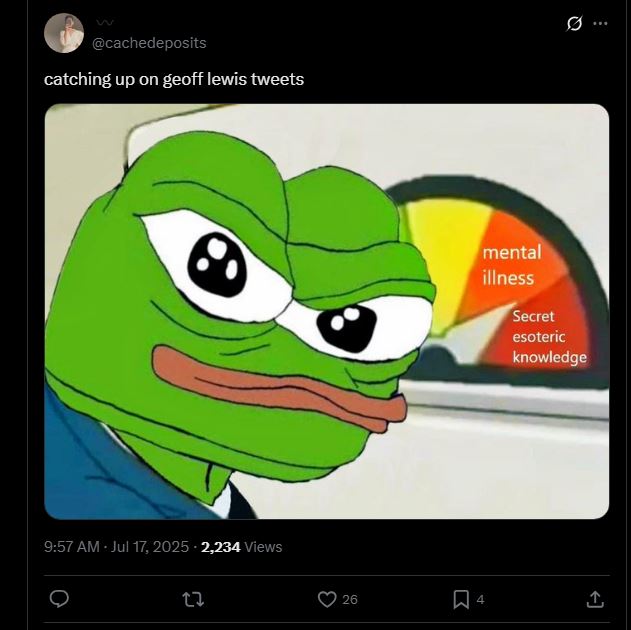 @cachedeposits
catching up on geoff lewis tweets
mental
illness
Secret
esoteric
knowledge
9:57 AM · Jul 17, 2025 · 2,234 Views
26
4